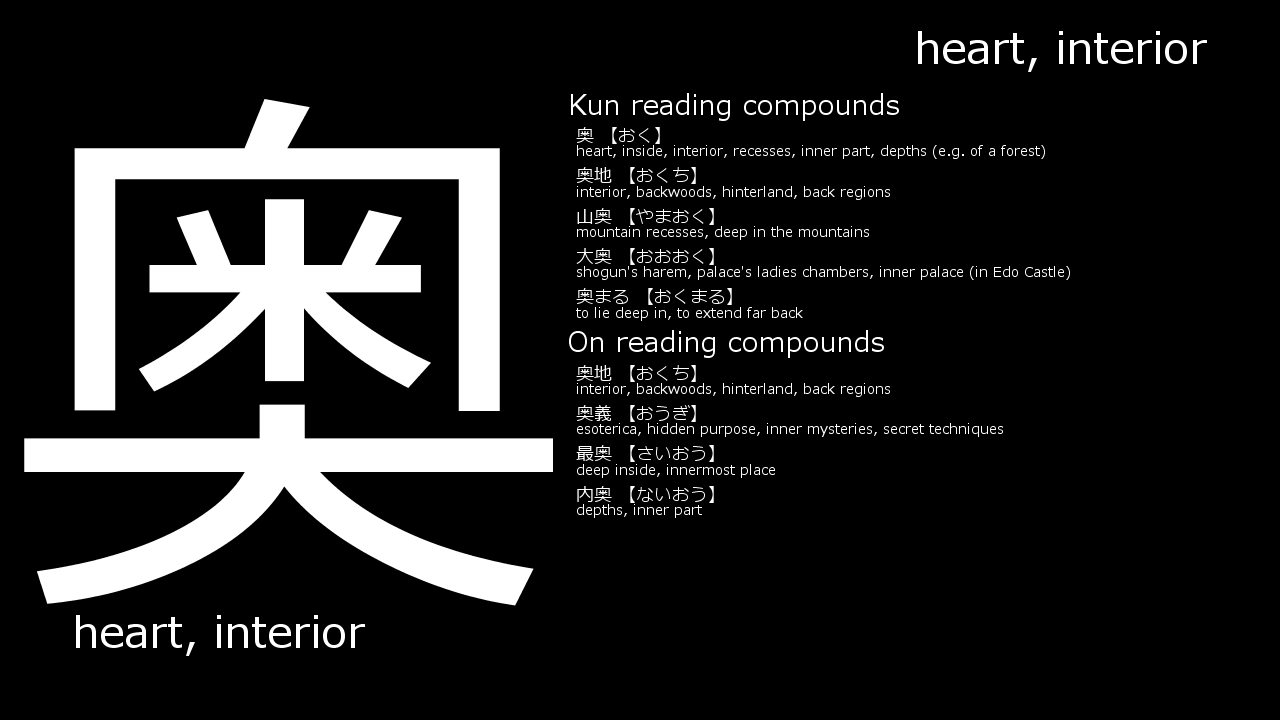 heart, interior
奥
heart, interior
Kun reading compounds
奥 【おく】
heart, inside, interior, recesses, inner part, depths (e.g. of a forest)
奥地 【おくち】
interior, backwoods, hinterland, back regions
山奥 【やまおく】
mountain recesses, deep in the mountains
大奥 【おおおく】
shogun's harem, palace's ladies chambers, inner palace (in Edo Castle)
奥まる 【おくまる】
to lie deep in, to extend far back
On reading compounds
奥地 【おくち】
interior, backwoods, hinterland, back regions
奥義 【おうぎ】
esoterica, hidden purpose, inner mysteries, secret techniques
最奥 【さいおう】
deep inside, innermost place
内奥 【ないおう】
depths, inner part